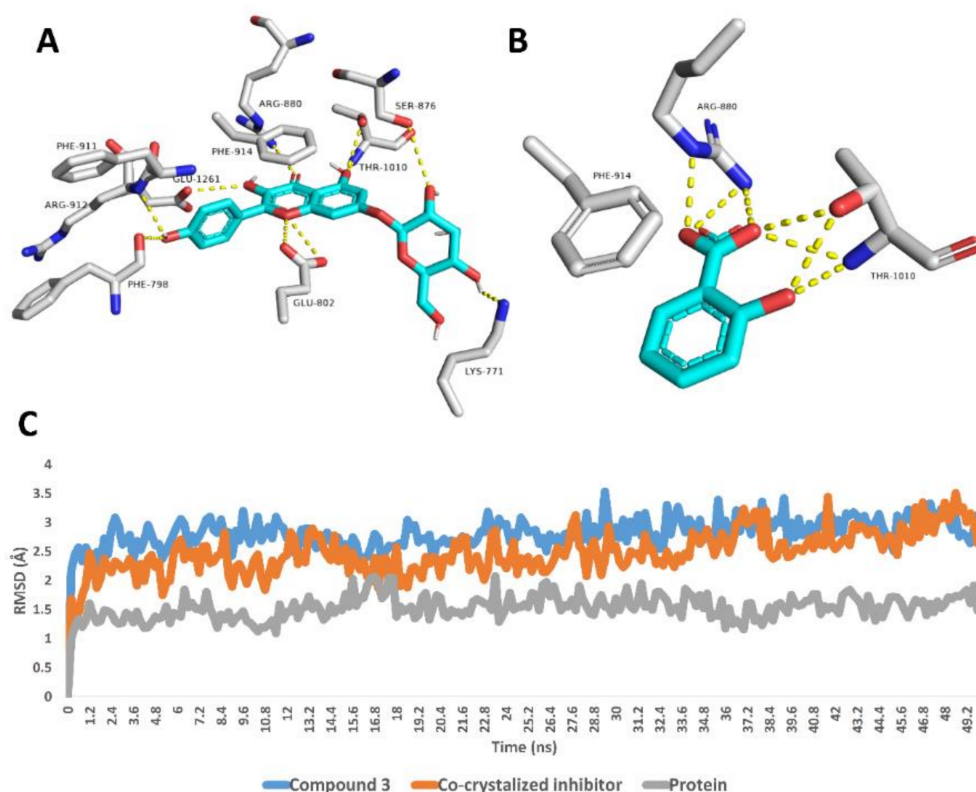 A
B
ARG-880
SER-876
ARG-880
PHE-911
PHE-914
THR-1010
GLU-1261
PHE-914
ARG-912
THR-1010
PHE-798
GLU-802
LYS-771
C
4
3.5
3
2.5
2
1.5
1
0.5
0
RMSD (Å)
0 1.2 2.4 3.6 4.8 6 7.2 8.4 9.6 10.8 12 13.2 14.4 15.6 16.8 18 19.2 20.4 21.6 22.8 24 25.2 26.4 27.6 28.8 30 31.2 32.4 33.6 34.8 36 37.2 38.4 39.6 40.8 42 43.2 44.4 45.6 46.8 48 49.2
Time (ns)
Compound 3 Co-crystalized inhibitor Protein